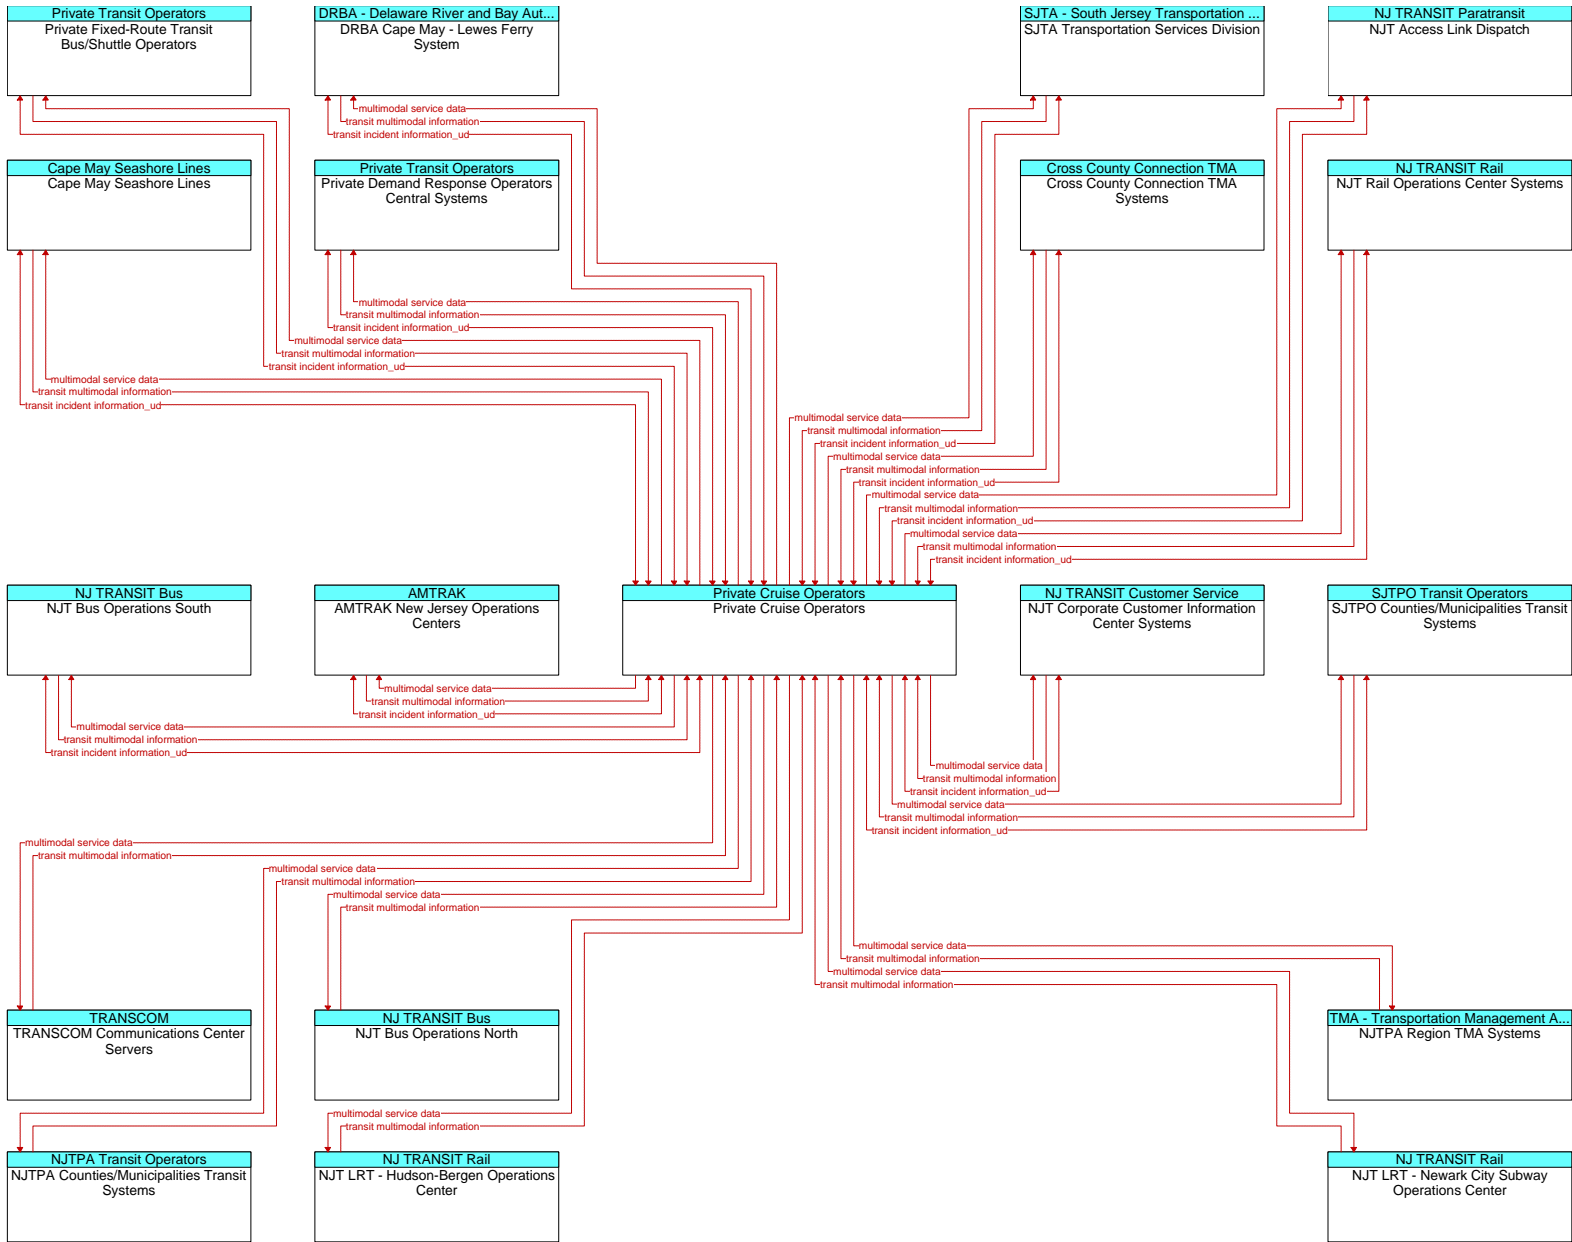 Private Transit Operators
Private Fixed-Route Transit
Bus/Shuttle Operators
DRBA - Delaware River and Bay Aut...
DRBA Cape May - Lewes Ferry
System
SJTA - South Jersey Transportation ...
SJTA Transportation Services Division
NJ TRANSIT Paratransit
NJT Access Link Dispatch
multimodal service data
transit multimodal information
transit incident information_ud
Cape May Seashore Lines
Cape May Seashore Lines
Private Transit Operators
Private Demand Response Operators
Central Systems
Cross County Connection TMA
Cross County Connection TMA
Systems
NJ TRANSIT Rail
NJT Rail Operations Center Systems
multimodal service data
transit multimodal information
transit incident information_ud
multimodal service data
transit multimodal information
transit incident information_ud
multimodal service data
transit multimodal information
transit incident information_ud
multimodal service data
transit multimodal information
transit incident information_ud
multimodal service data
transit multimodal information
transit incident information_ud
multimodal service data
transit multimodal information
transit incident information_ud
multimodal service data
transit multimodal information
transit incident information_ud
NJ TRANSIT Bus
NJT Bus Operations South
AMTRAK
AMTRAK New Jersey Operations
Centers
Private Cruise Operators
Private Cruise Operators
NJ TRANSIT Customer Service
NJT Corporate Customer Information
Center Systems
SJTPO Transit Operators
SJTPO Counties/Municipalities Transit
Systems
multimodal service data
transit multimodal information
transit incident information_ud
multimodal service data
transit multimodal information
transit incident information_ud
multimodal service data
transit multimodal information
transit incident information_ud
multimodal service data
transit multimodal information
transit incident information_ud
multimodal service data
transit multimodal information
multimodal service data
transit multimodal information
multimodal service data
transit multimodal information
multimodal service data
transit multimodal information
multimodal service data
transit multimodal information
TRANSCOM
TRANSCOM Communications Center
Servers
NJ TRANSIT Bus
NJT Bus Operations North
TMA - Transportation Management A...
NJTPA Region TMA Systems
multimodal service data
transit multimodal information
NJTPA Transit Operators
NJTPA Counties/Municipalities Transit
Systems
NJ TRANSIT Rail
NJT LRT - Hudson-Bergen Operations
Center
NJ TRANSIT Rail
NJT LRT - Newark City Subway
Operations Center